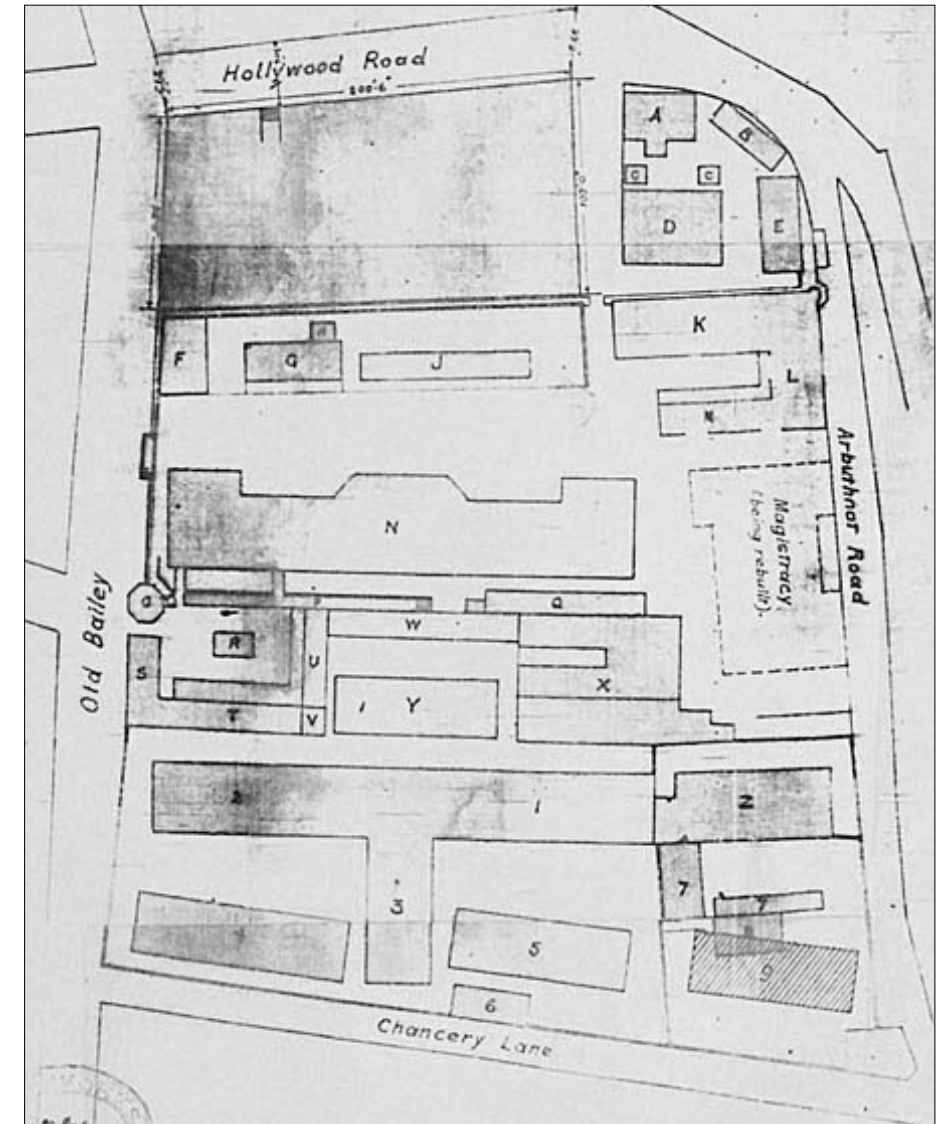 Hollywood Road
200'-6"
A
B
C
C
D
E
F
H
G
J
K
L
M
Arbuthnot Road
Magistracy
(being rebuilt).
N
O
Old Bailey
P
Q
R
S
T
U
V
W
X
1 Y
2
1
Z
3
4
5
6
7
7
9
Chancery Lane